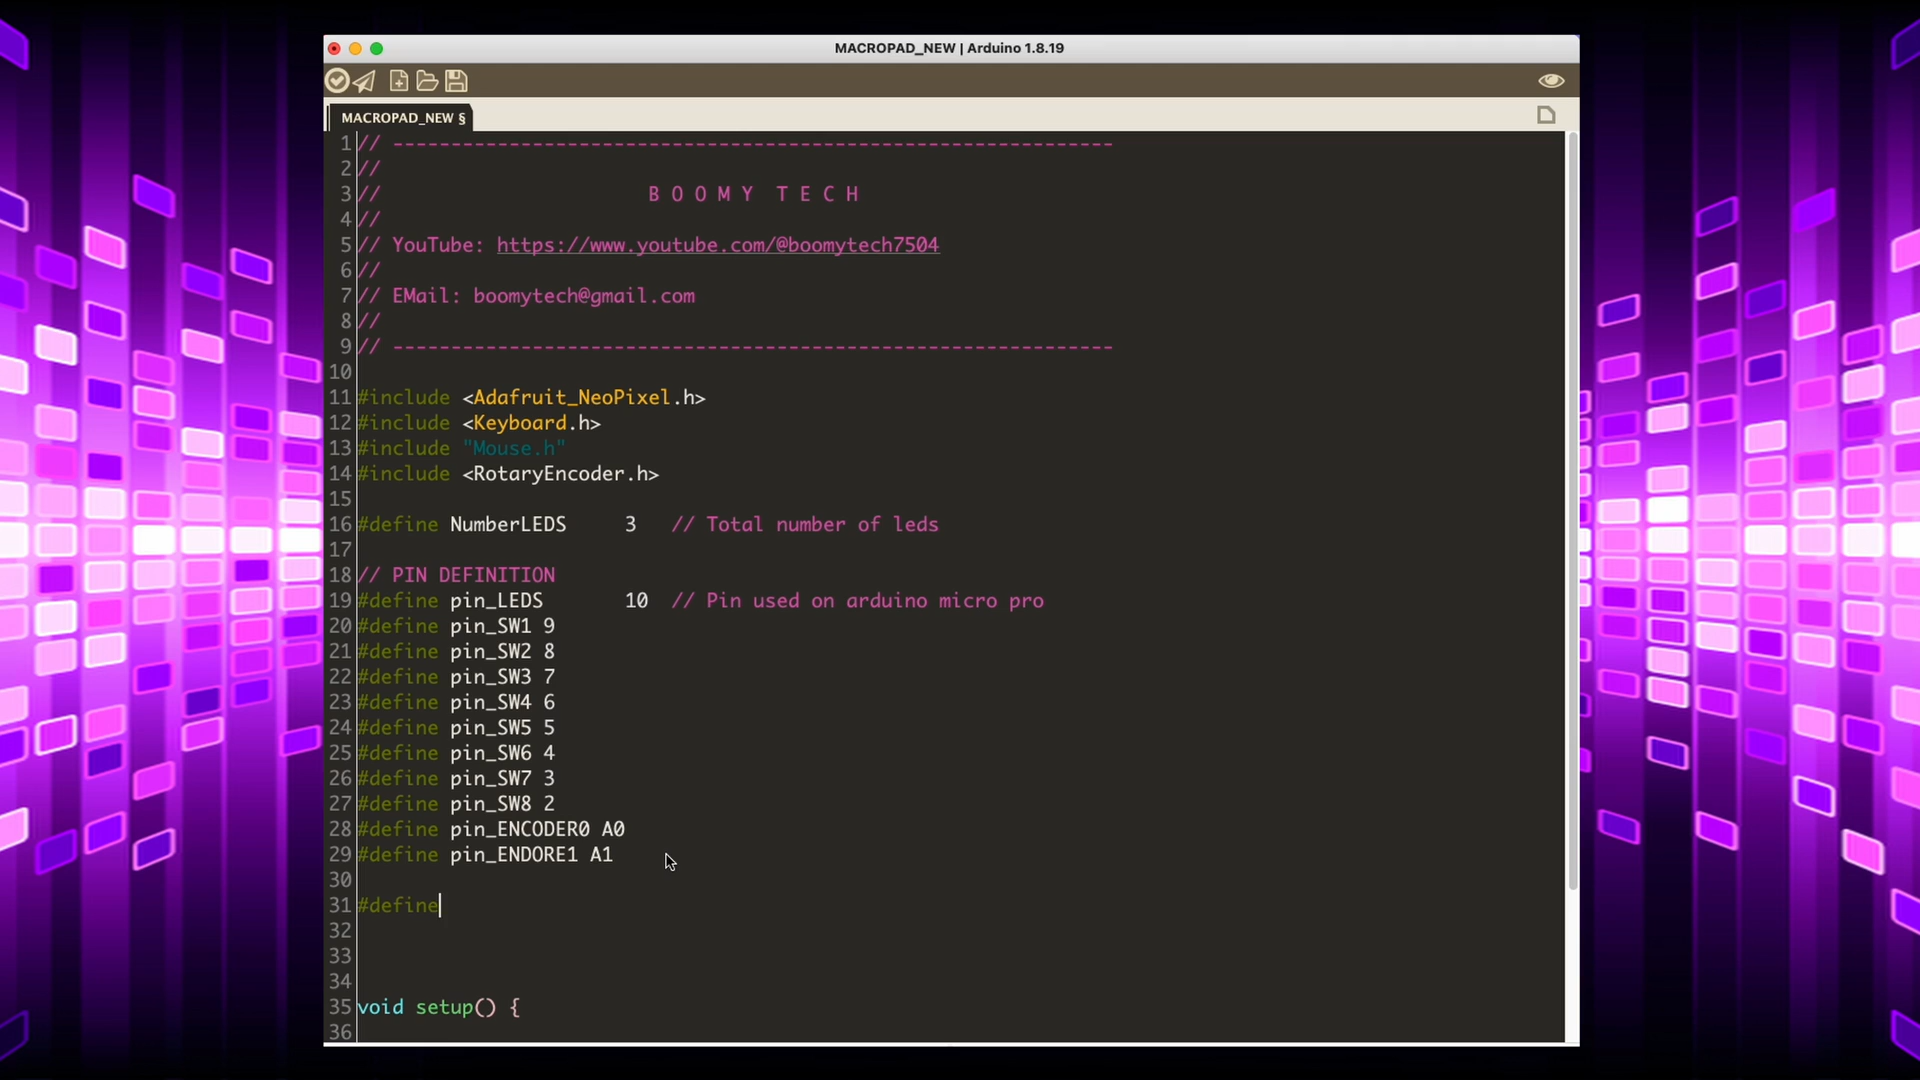 MACROPAD_NEW | Arduino 1.8.19
MACROPAD_NEW §
1 // --------------------------------------------------------------
2 //
3 // B O O M Y T E C H
4 //
5 // YouTube: https://www.youtube.com/@boomytech7504
6 //
7 // EMail: boomytech@gmail.com
8 //
9 // --------------------------------------------------------------
10
11 #include <Adafruit_NeoPixel.h>
12 #include <Keyboard.h>
13 #include "Mouse.h"
14 #include <RotaryEncoder.h>
15
16 #define NumberLEDS 3 // Total number of leds
17
18 // PIN DEFINITION
19 #define pin_LEDS 10 // Pin used on arduino micro pro
20 #define pin_SW1 9
21 #define pin_SW2 8
22 #define pin_SW3 7
23 #define pin_SW4 6
24 #define pin_SW5 5
25 #define pin_SW6 4
26 #define pin_SW7 3
27 #define pin_SW8 2
28 #define pin_ENCODER0 A0
29 #define pin_ENDORE1 A1
30
31 #define
32
33
34
35 void setup() {
36